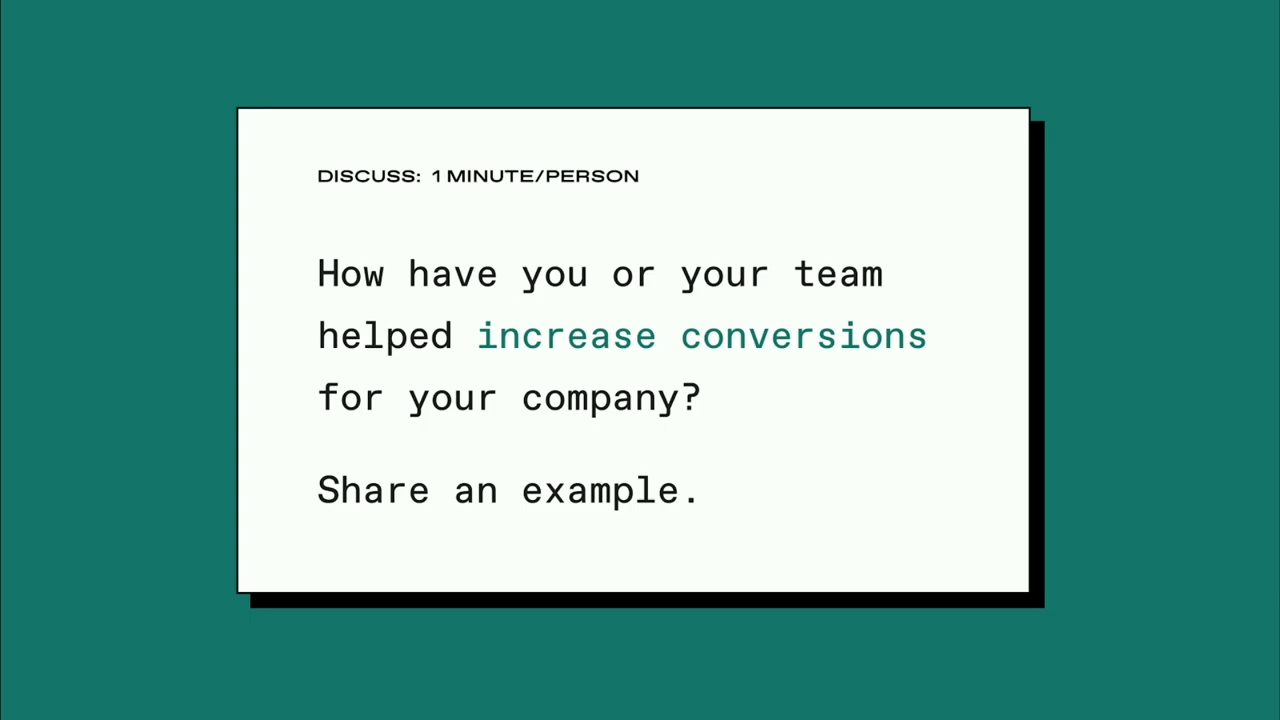 DISCUSS: 1 MINUTE/PERSON
How have you or your team
helped increase conversions
for your company?
Share an example.